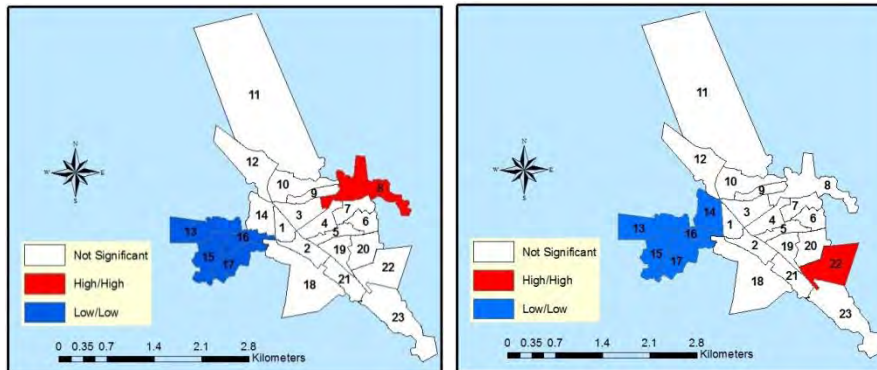 11
12
10
9
8
14
3
7
1
4
6
5
13
16
2
19
20
15
17
22
18
21
23
N
W E
S
Not Significant
High/High
Low/Low
0 0.35 0.7 1.4 2.1 2.8
Kilometers
11
12
10
9
8
14
3
7
1
4
6
5
13
16
2
19
20
15
17
22
18
21
23
N
W E
S
Not Significant
High/High
Low/Low
0 0.35 0.7 1.4 2.1 2.8
Kilometers